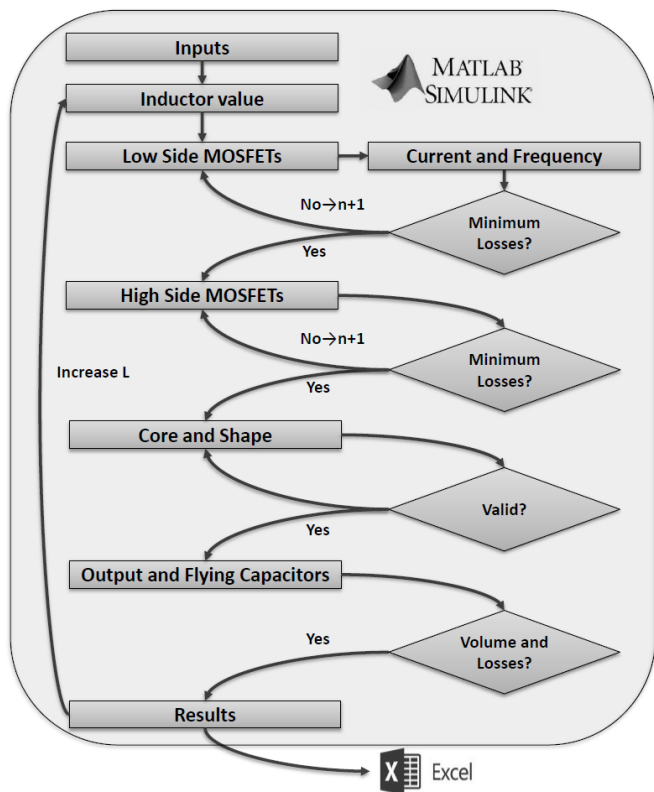 Inputs
MATLAB®
SIMULINK®
Inductor value
Low Side MOSFETs
Current and Frequency
No→n+1
Minimum
Losses?
Yes
High Side MOSFETs
No→n+1
Minimum
Losses?
Increase L
Yes
Core and Shape
Valid?
Yes
Output and Flying Capacitors
Yes
Volume and
Losses?
Results
X Excel